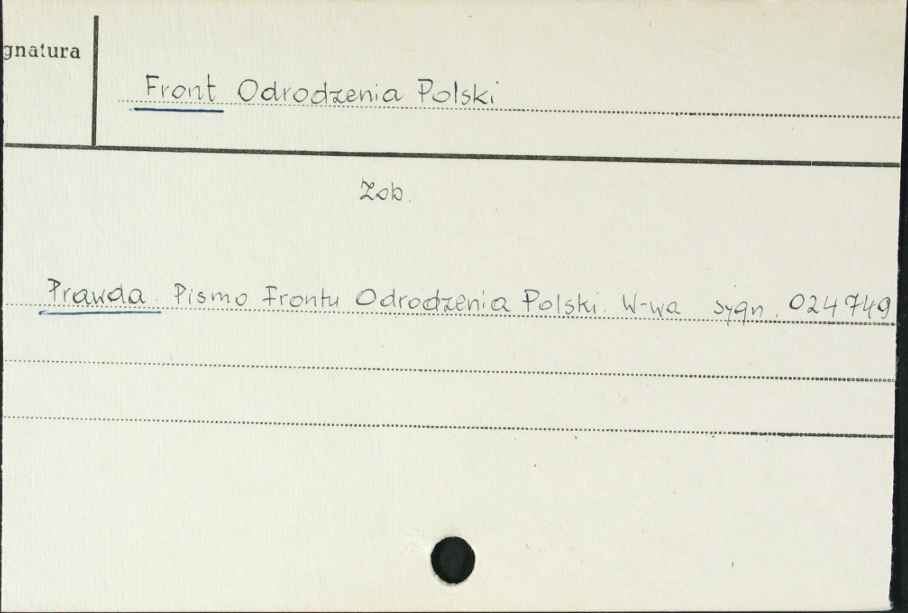 gnatura
Front Odrodzenia Polski
Zob.
Prawda. Pismo Frontu Odrodzenia Polski. W-wa sygn. 024749